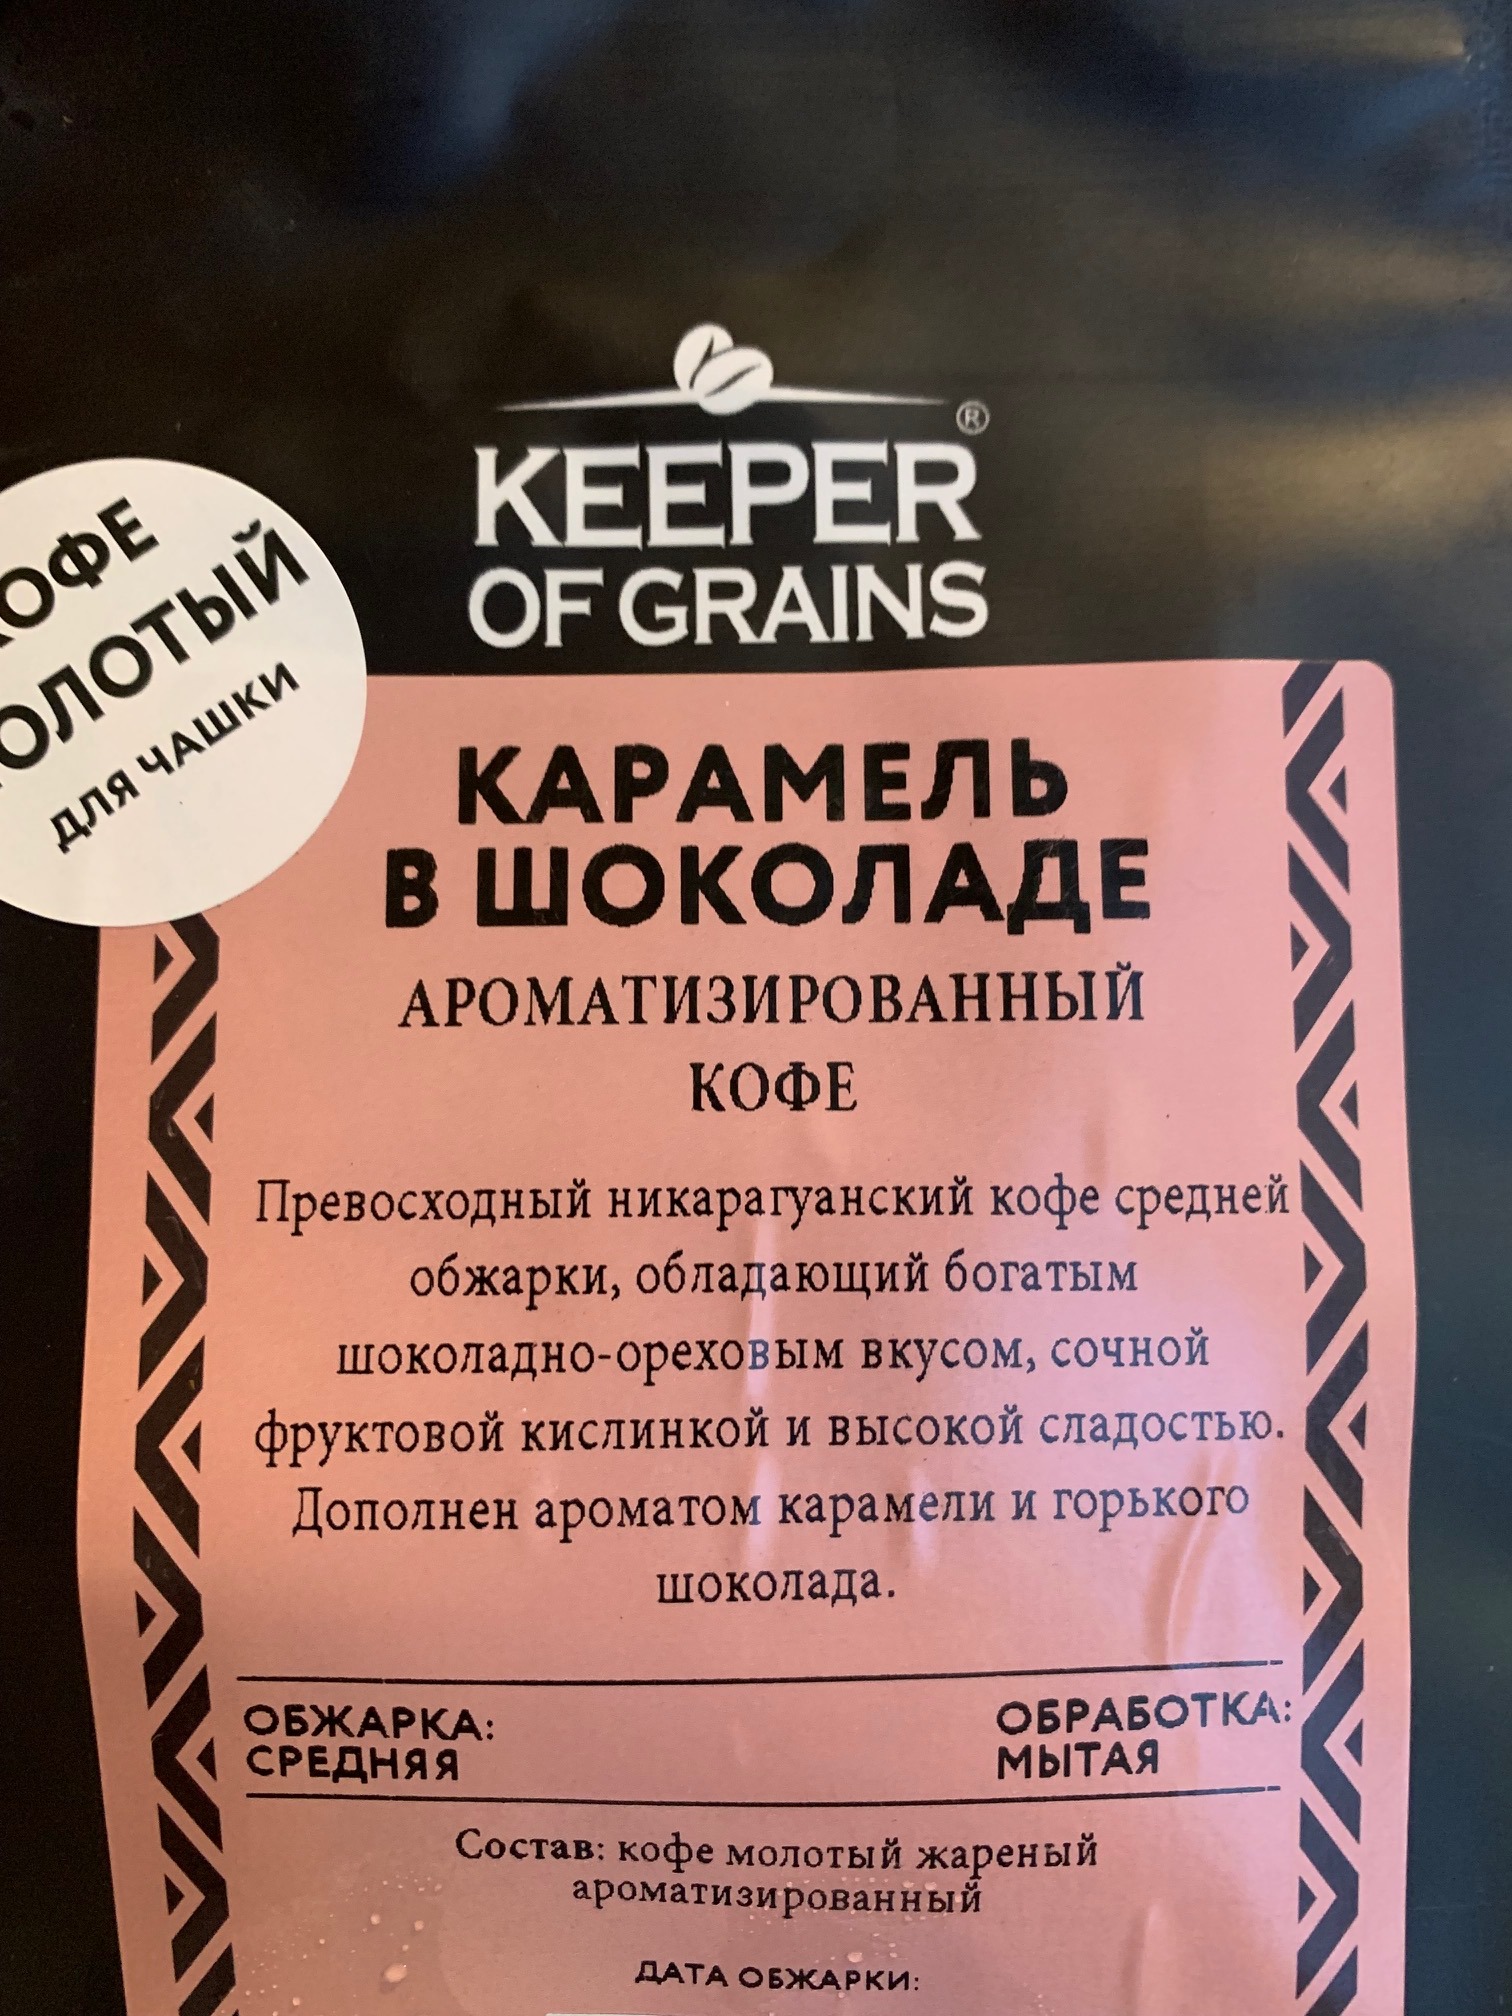 KEEPER
OF GRAINS
®
КОФЕ
МОЛОТЫЙ
ДЛЯ ЧАШКИ
КАРАМЕЛЬ
В ШОКОЛАДЕ
АРОМАТИЗИРОВАННЫЙ
КОФЕ
Превосходный никарагуанский кофе средней
обжарки, обладающий богатым
шоколадно-ореховым вкусом, сочной
фруктовой кислинкой и высокой сладостью.
Дополнен ароматом карамели и горького
шоколада.
ОБЖАРКА:
СРЕДНЯЯ
ОБРАБОТКА:
МЫТАЯ
Состав: кофе молотый жареный
ароматизированный
ДАТА ОБЖАРКИ: